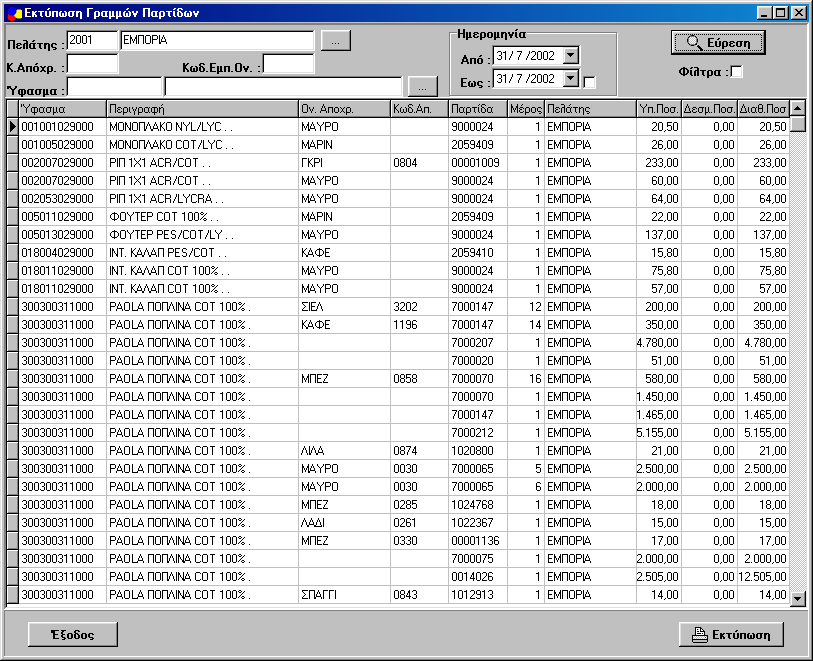 Εκτύπωση Γραμμών Παρτίδων
Πελάτης : 2001 ΕΜΠΟΡΙΑ ...
Κ.Απόχρ. : Κωδ.Εμπ.Ον. :
Ύφασμα : ...
Ημερομηνία
Από : 31/ 7 /2002
Εως : 31/ 7 /2002
Εύρεση
Φίλτρα :
Ύφασμα Περιγραφή Ον. Αποχρ. Κωδ.Απ. Παρτίδα Μέρος Πελάτης Υπ.Ποσ. Δεσμ.Ποσ. Διαθ.Ποσ
001001029000 ΜΟΝΟΠΛΑΚΟ NYL/LYC . . ΜΑΥΡΟ 9000024 1 ΕΜΠΟΡΙΑ 20,50 0,00 20,50
001005029000 ΜΟΝΟΠΛΑΚΟ COT/LYC . . ΜΑΡΙΝ 2059409 1 ΕΜΠΟΡΙΑ 26,00 0,00 26,00
002007029000 ΡΙΠ 1X1 ACR/COT . . ΓΚΡΙ 0804 00001009 1 ΕΜΠΟΡΙΑ 233,00 0,00 233,00
002007029000 ΡΙΠ 1X1 ACR/COT . . ΜΑΥΡΟ 9000024 1 ΕΜΠΟΡΙΑ 60,00 0,00 60,00
002053029000 ΡΙΠ 1X1 ACR/LYCRA . . ΜΑΥΡΟ 9000024 1 ΕΜΠΟΡΙΑ 64,00 0,00 64,00
005011029000 ΦΟΥΤΕΡ COT 100% . . ΜΑΡΙΝ 2059409 1 ΕΜΠΟΡΙΑ 22,00 0,00 22,00
005013029000 ΦΟΥΤΕΡ PES/COT/LY . . ΜΑΥΡΟ 9000024 1 ΕΜΠΟΡΙΑ 137,00 0,00 137,00
018004029000 ΙΝΤ. ΚΑΛΑΠ PES/COT . . ΚΑΦΕ 2059410 1 ΕΜΠΟΡΙΑ 15,80 0,00 15,80
018011029000 ΙΝΤ. ΚΑΛΑΠ COT 100% . . ΜΑΥΡΟ 9000024 1 ΕΜΠΟΡΙΑ 75,80 0,00 75,80
018011029000 ΙΝΤ. ΚΑΛΑΠ COT 100% . . ΜΑΥΡΟ 9000024 1 ΕΜΠΟΡΙΑ 57,00 0,00 57,00
300300311000 PAOLA ΠΟΠΛΙΝΑ COT 100% . ΣΙΕΛ 3202 7000147 12 ΕΜΠΟΡΙΑ 200,00 0,00 200,00
300300311000 PAOLA ΠΟΠΛΙΝΑ COT 100% . ΚΑΦΕ 1196 7000147 14 ΕΜΠΟΡΙΑ 350,00 0,00 350,00
300300311000 PAOLA ΠΟΠΛΙΝΑ COT 100% . 7000207 1 ΕΜΠΟΡΙΑ 4.780,00 0,00 4.780,00
300300311000 PAOLA ΠΟΠΛΙΝΑ COT 100% . 7000020 1 ΕΜΠΟΡΙΑ 51,00 0,00 51,00
300300311000 PAOLA ΠΟΠΛΙΝΑ COT 100% . ΜΠΕΖ 0858 7000070 16 ΕΜΠΟΡΙΑ 580,00 0,00 580,00
300300311000 PAOLA ΠΟΠΛΙΝΑ COT 100% . 7000070 1 ΕΜΠΟΡΙΑ 1.450,00 0,00 1.450,00
300300311000 PAOLA ΠΟΠΛΙΝΑ COT 100% . 7000147 1 ΕΜΠΟΡΙΑ 1.465,00 0,00 1.465,00
300300311000 PAOLA ΠΟΠΛΙΝΑ COT 100% . 7000212 1 ΕΜΠΟΡΙΑ 5.155,00 0,00 5.155,00
300300311000 PAOLA ΠΟΠΛΙΝΑ COT 100% . ΛΙΛΑ 0874 1020800 1 ΕΜΠΟΡΙΑ 21,00 0,00 21,00
300300311000 PAOLA ΠΟΠΛΙΝΑ COT 100% . ΜΑΥΡΟ 0030 7000065 5 ΕΜΠΟΡΙΑ 2.500,00 0,00 2.500,00
300300311000 PAOLA ΠΟΠΛΙΝΑ COT 100% . ΜΑΥΡΟ 0030 7000065 6 ΕΜΠΟΡΙΑ 2.000,00 0,00 2.000,00
300300311000 PAOLA ΠΟΠΛΙΝΑ COT 100% . ΜΠΕΖ 0285 1024768 1 ΕΜΠΟΡΙΑ 18,00 0,00 18,00
300300311000 PAOLA ΠΟΠΛΙΝΑ COT 100% . ΛΑΔΙ 0261 1022367 1 ΕΜΠΟΡΙΑ 15,00 0,00 15,00
300300311000 PAOLA ΠΟΠΛΙΝΑ COT 100% . ΜΠΕΖ 0330 00001136 1 ΕΜΠΟΡΙΑ 17,00 0,00 17,00
300300311000 PAOLA ΠΟΠΛΙΝΑ COT 100% . 7000075 1 ΕΜΠΟΡΙΑ 2.000,00 0,00 2.000,00
300300311000 PAOLA ΠΟΠΛΙΝΑ COT 100% . 0014026 1 ΕΜΠΟΡΙΑ 2.505,00 0,00 12.505,00
300300311000 PAOLA ΠΟΠΛΙΝΑ COT 100% . ΣΠΑΓΓΙ 0843 1012913 1 ΕΜΠΟΡΙΑ 14,00 0,00 14,00
Έξοδος Εκτύπωση